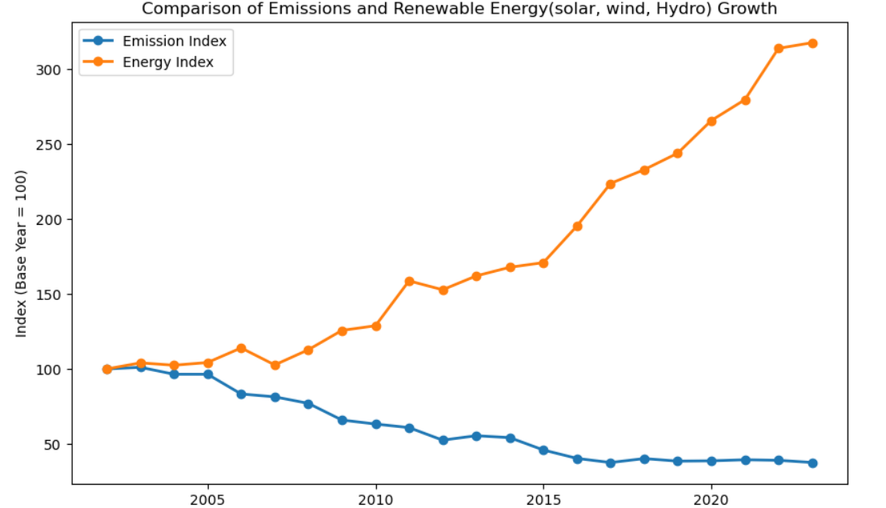 Comparison of Emissions and Renewable Energy(solar, wind, Hydro) Growth
Emission Index
Energy Index
Index (Base Year = 100)
300
250
200
150
100
50
2005
2010
2015
2020